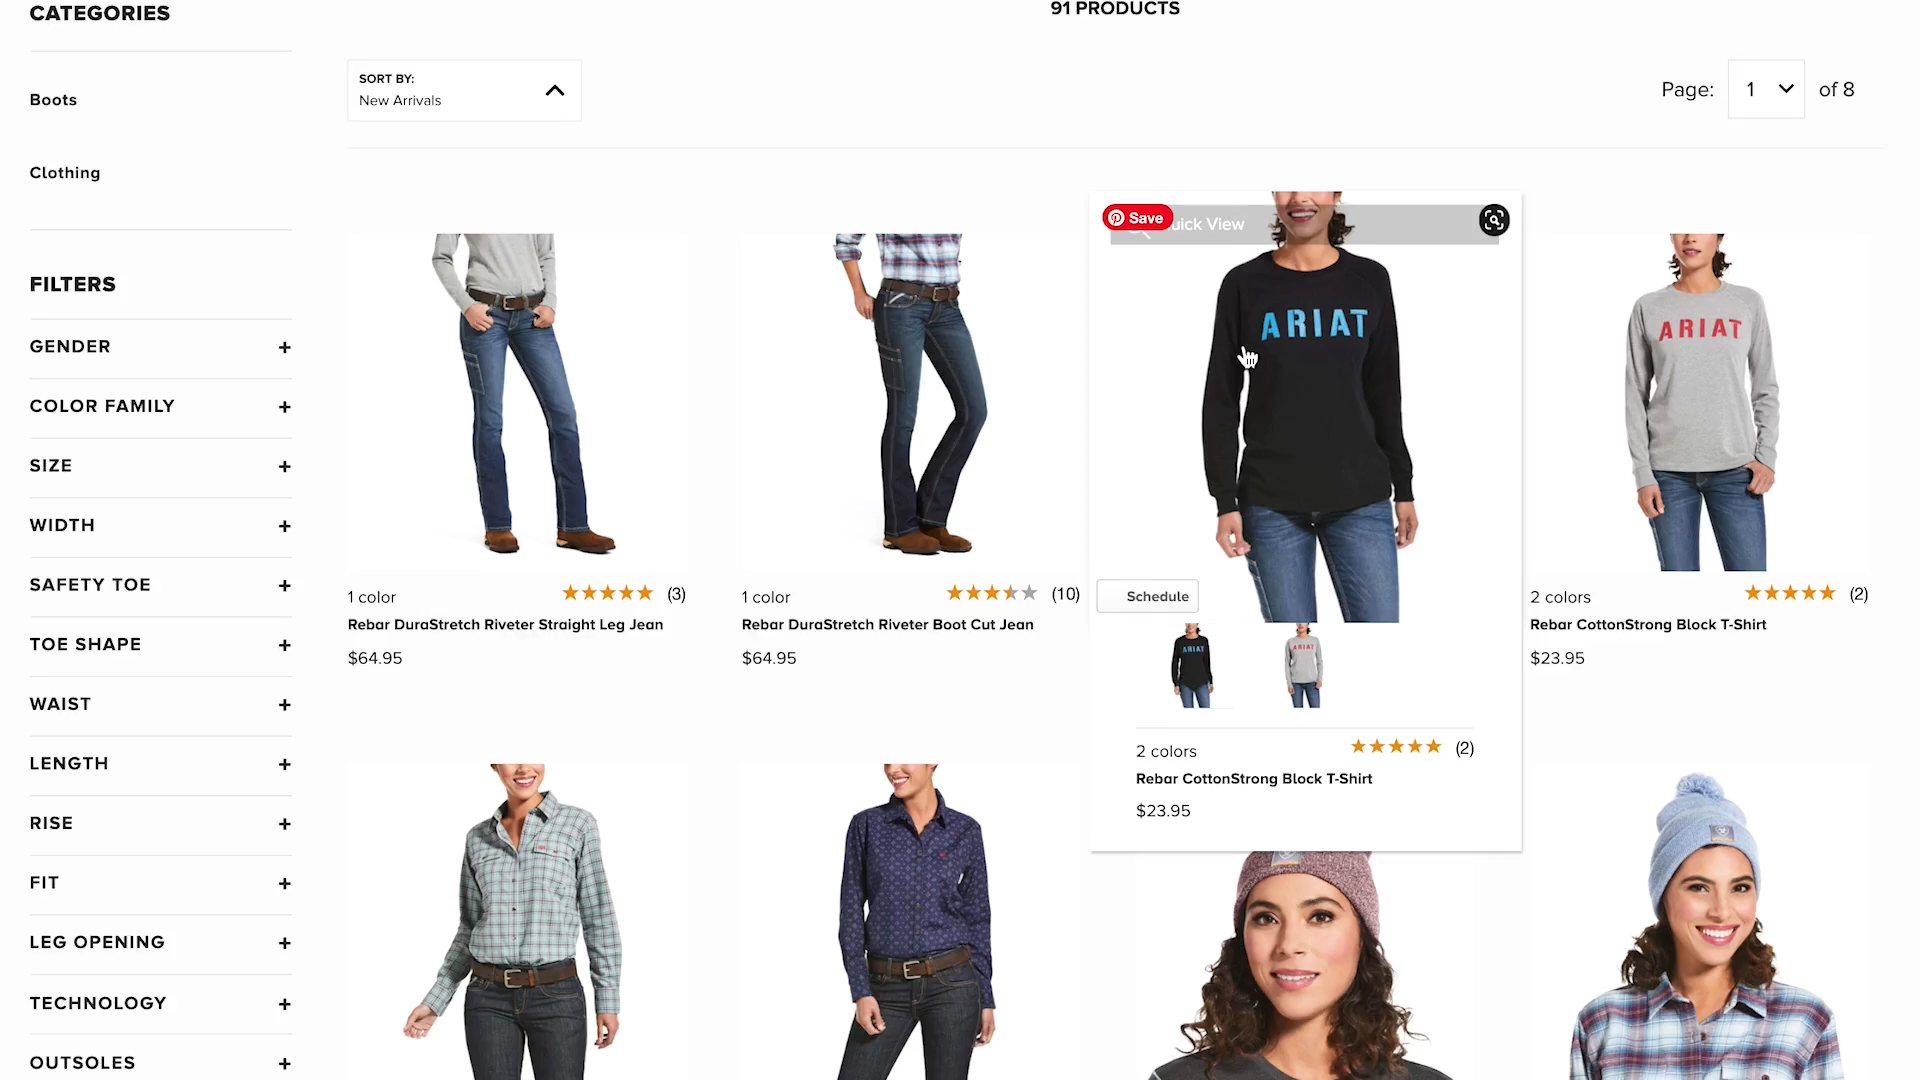 CATEGORIES
91 PRODUCTS
SORT BY:
New Arrivals
Page: 1 of 8
Boots
Clothing
FILTERS
GENDER +
COLOR FAMILY +
SIZE +
WIDTH +
SAFETY TOE +
TOE SHAPE +
WAIST +
LENGTH +
RISE +
FIT +
LEG OPENING +
TECHNOLOGY +
OUTSOLES +
1 color (3)
Rebar DuraStretch Riveter Straight Leg Jean
$64.95
1 color (10)
Rebar DuraStretch Riveter Boot Cut Jean
$64.95
Save
uick View
ARIAT
Schedule
ARIAT
ARIAT
2 colors (2)
Rebar CottonStrong Block T-Shirt
$23.95
ARIAT
2 colors (2)
Rebar CottonStrong Block T-Shirt
$23.95